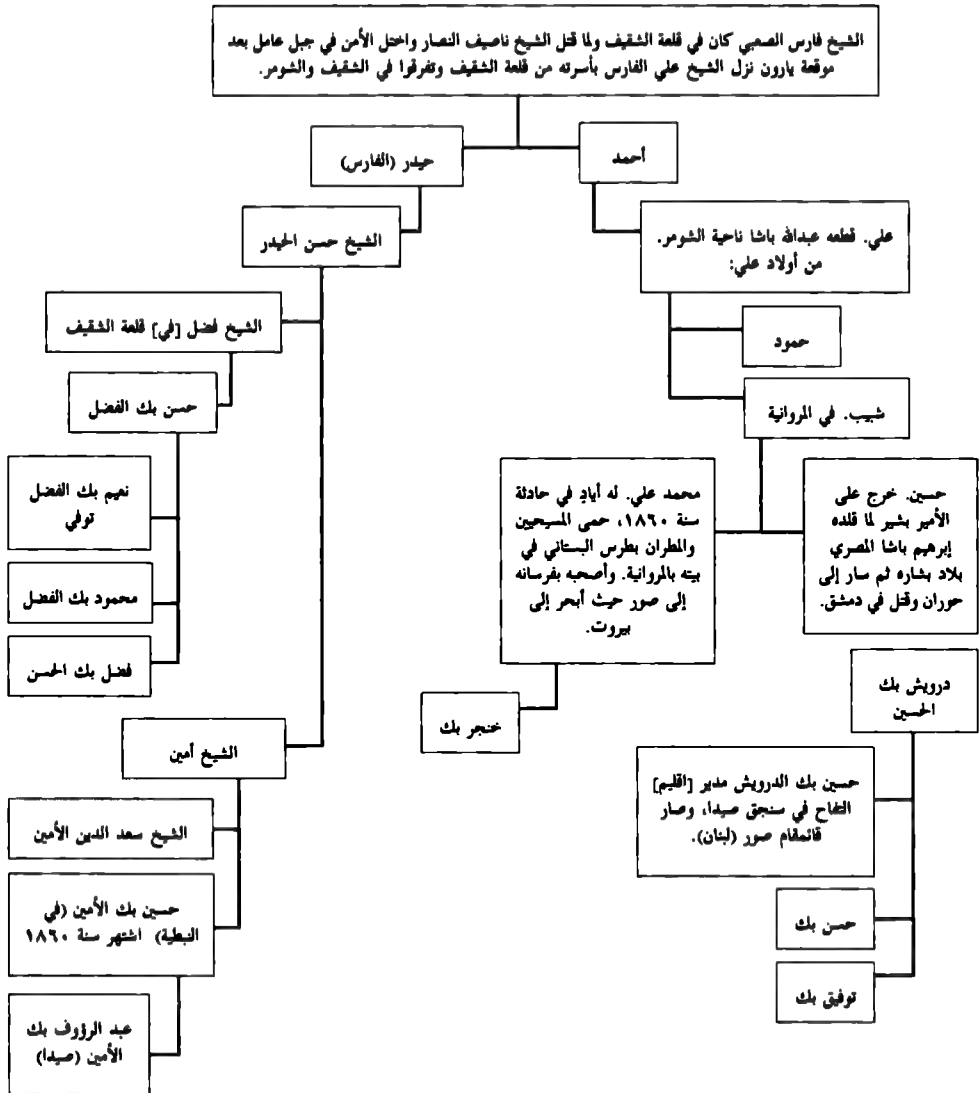 الشيخ فارس الصعبي كان في قلعة الشقيف ولما قتل الشيخ ناصيف النصار واختل الأمن في جبل عامل بعد
موقعة يارون نزل الشيخ علي الفارس بأسرته من قلعة الشقيف وتفرقوا في الشقيف والشومر.
أحمد
علي. قطعه عبدالله باشا ناحية الشومر.
من أولاد علي:
حمود
شبيب. في المروانية
حسين. خرج على
الأمير بشير لما قلده
إبرهيم باشا المصري
بلاد بشاره ثم سار إلى
حوران وقتل في دمشق.
درويش بك
الحسين
حسين بك الدرويش مدير [اقليم]
التفاح في سنجق صيدا، وصار
قائمقام صور (لبنان).
حسن بك
توفيق بك
محمد علي. له أيادٍ في حادثة
سنة ١٨٦٠، حمى المسيحيين
والمطران بطرس البستاني في
بيته بالمروانية. وأصحبه بفرسانه
إلى صور حيث أبحر إلى
بيروت.
خنجر بك
حيدر (الفارس)
الشيخ حسن الحيدر
الشيخ فضل [في] قلعة الشقيف
حسن بك الفضل
نعيم بك الفضل
توفي
محمود بك الفضل
فضل بك الحسن
الشيخ أمين
الشيخ سعد الدين الأمين
حسين بك الأمين (في
النبطية) اشتهر سنة ١٨٦٠
عبد الرؤوف بك
الأمين (صيدا)